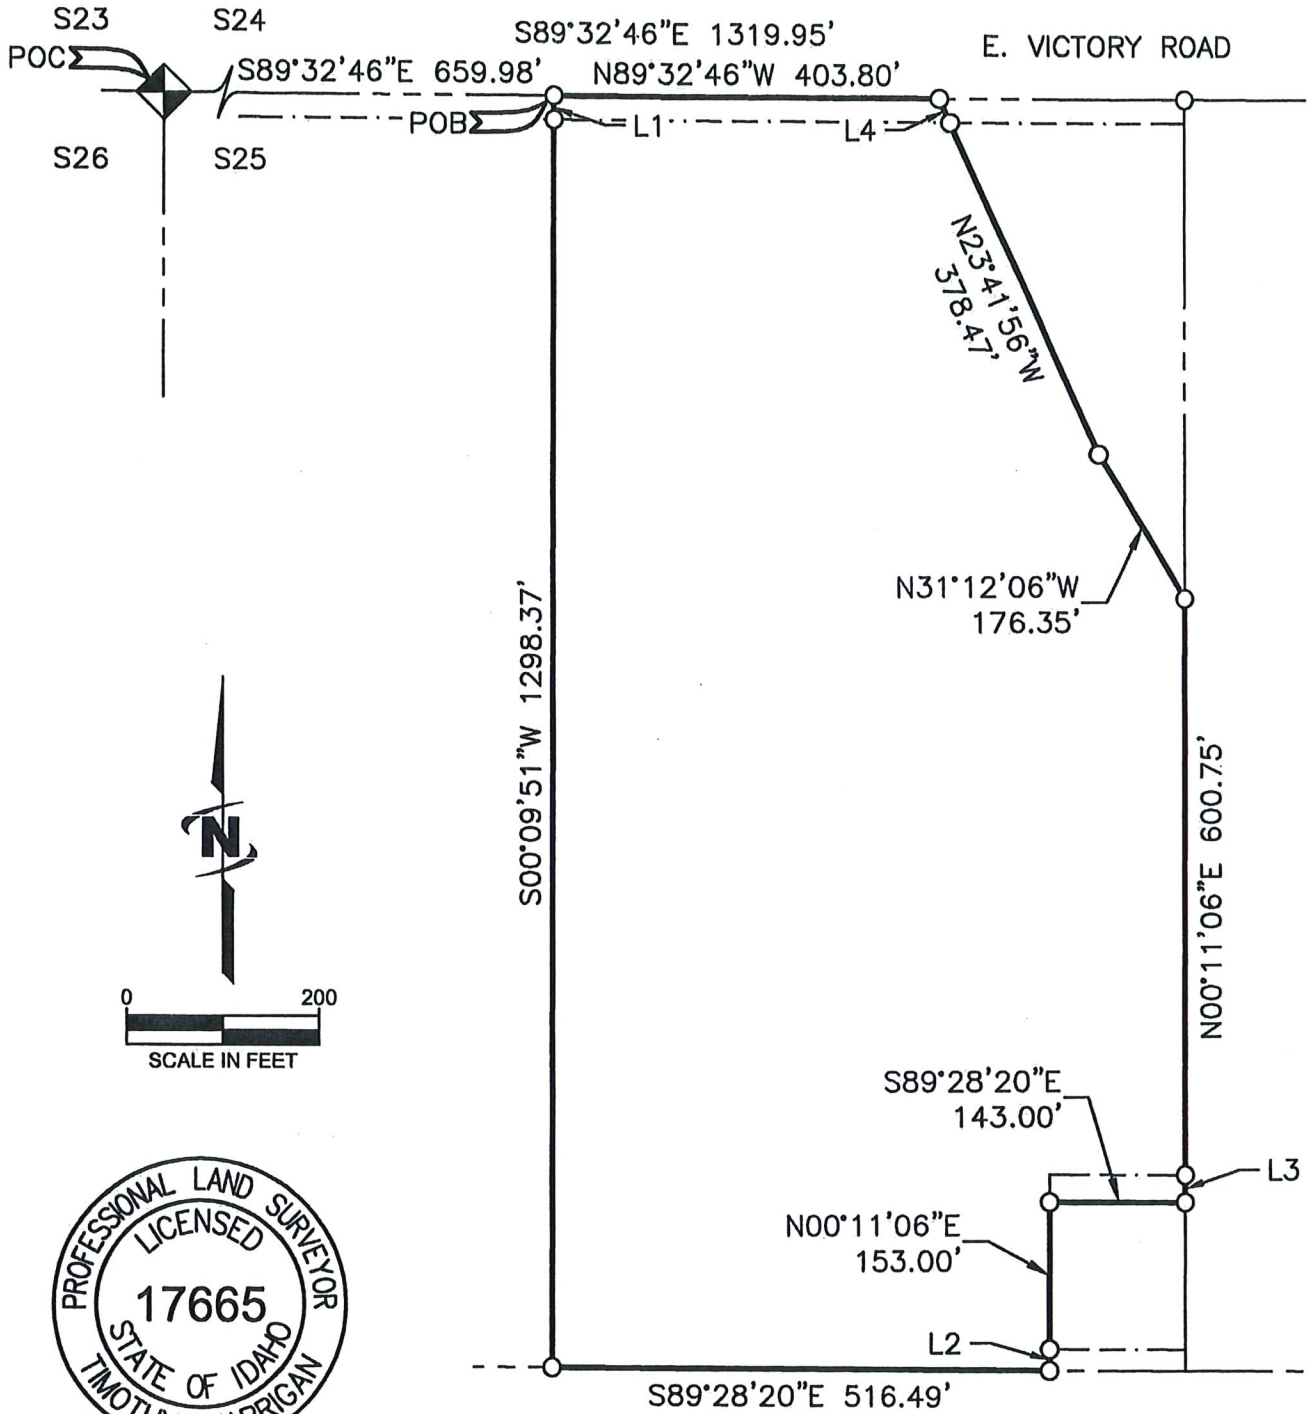 S23
S24
POC
S89°32'46"E 1319.95'
E. VICTORY ROAD
S89°32'46"E 659.98'
N89°32'46"W 403.80'
POB
L1
L4
S26
S25
N23°41'56"W
378.47'
N31°12'06"W
176.35'
S00°09'51"W 1298.37'
N00°11'06"E 600.75'
N
0
200
SCALE IN FEET
S89°28'20"E
143.00'
L3
N00°11'06"E
153.00'
L2
S89°28'20"E 516.49'
PROFESSIONAL LAND SURVEYOR
LICENSED
17665
STATE OF IDAHO